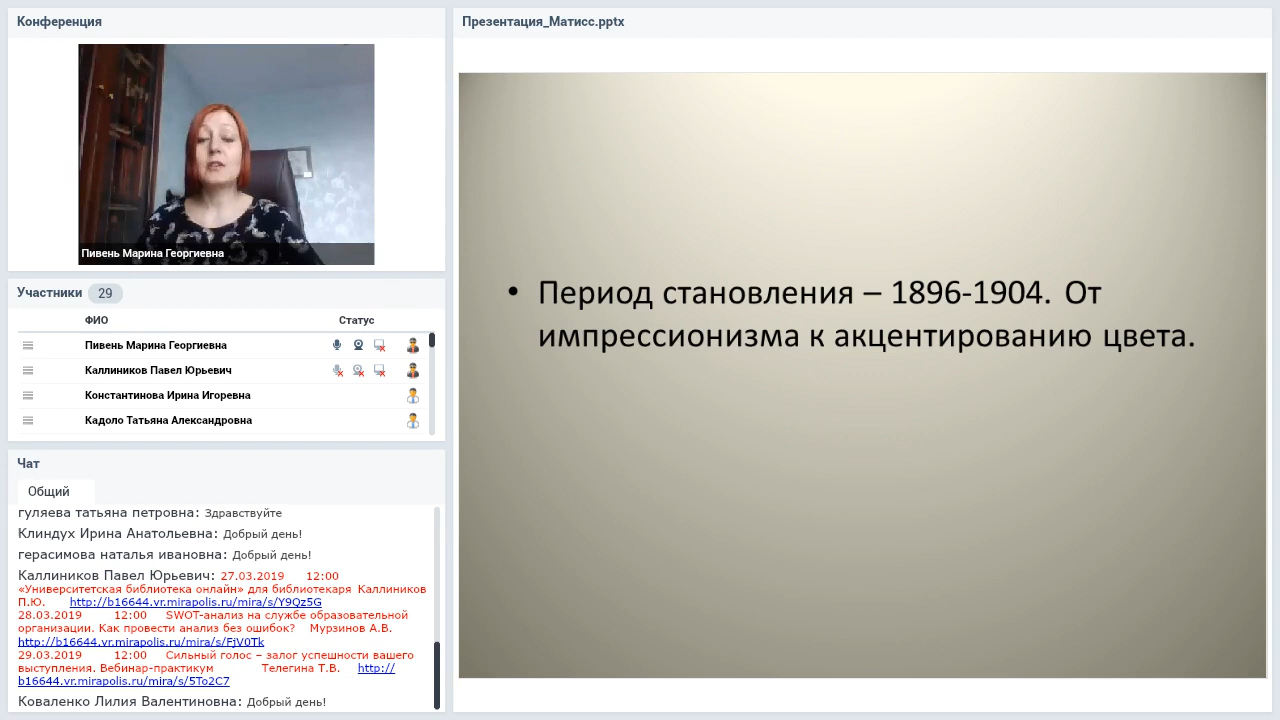 Конференция
Пивень Марина Георгиевна
Участники 29
ФИО Статус
Пивень Марина Георгиевна
Каллиников Павел Юрьевич
Константинова Ирина Игоревна
Кадоло Татьяна Александровна
Чат
Общий
гуляева татьяна петровна: Здравствуйте
Клиндух Ирина Анатольевна: Добрый день!
герасимова наталья ивановна: Добрый день!
Каллиников Павел Юрьевич: 27.03.2019 12:00
«Университетская библиотека онлайн» для библиотекаря Каллиников
П.Ю. http://b16644.vr.mirapolis.ru/mira/s/Y9Qz5G
28.03.2019 12:00 SWOT-анализ на службе образовательной
организации. Как провести анализ без ошибок? Мурзинов А.В.
http://b16644.vr.mirapolis.ru/mira/s/FjV0Tk
29.03.2019 12:00 Сильный голос – залог успешности вашего
выступления. Вебинар-практикум Телегина Т.В. http://
b16644.vr.mirapolis.ru/mira/s/5To2C7
Коваленко Лилия Валентиновна: Добрый день!
Презентация_Матисс.pptx
• Период становления – 1896-1904. От
импрессионизма к акцентированию цвета.